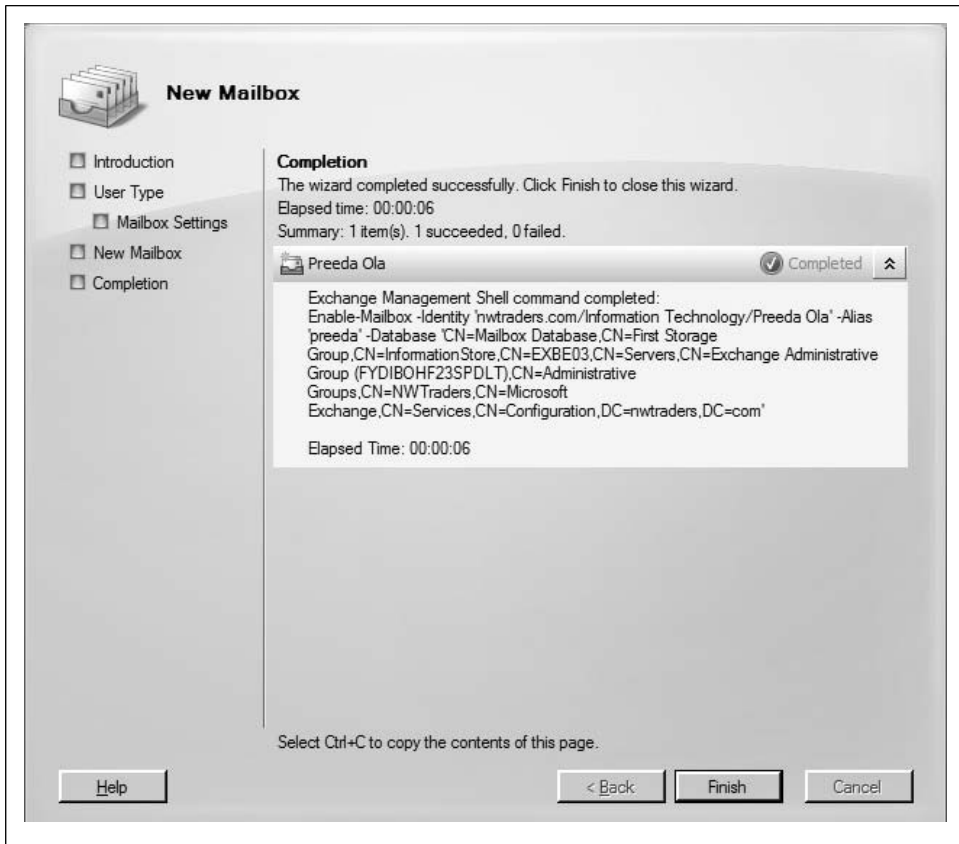 New Mailbox
Introduction
User Type
Mailbox Settings
New Mailbox
Completion
Completion
The wizard completed successfully. Click Finish to close this wizard.
Elapsed time: 00:00:06
Summary: 1 item(s). 1 succeeded, 0 failed.
Preeda Ola
Completed
Exchange Management Shell command completed:
Enable-Mailbox -Identity 'nwtraders.com/Information Technology/Preeda Ola' -Alias
'preeda' -Database 'CN=Mailbox Database,CN=First Storage
Group,CN=InformationStore,CN=EXBE03,CN=Servers,CN=Exchange Administrative
Group (FYDIBOHF23SPDLT),CN=Administrative
Groups,CN=NWTraders,CN=Microsoft
Exchange,CN=Services,CN=Configuration,DC=nwtraders,DC=com'
Elapsed Time: 00:00:06
Select Ctrl+C to copy the contents of this page.
Help
< Back
Finish
Cancel